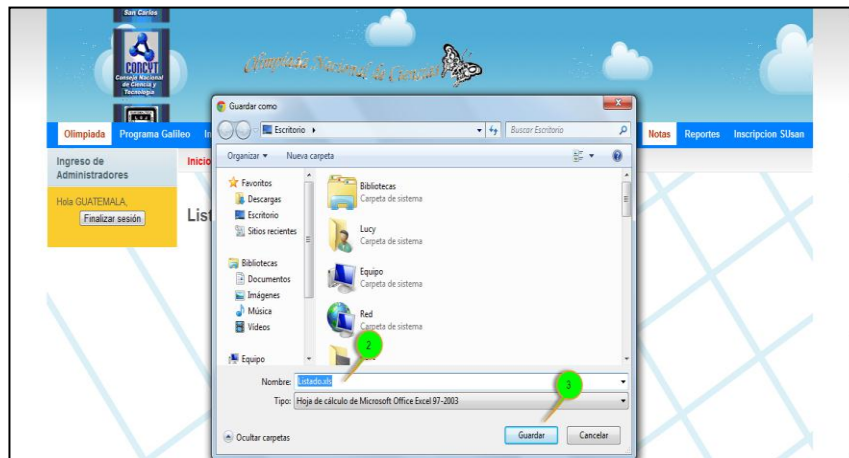 San Carlos
CONCYT
Consejo Nacional
de Ciencia y
Tecnología
Olimpiada Nacional de Ciencias
Guardar como
Escritorio
Buscar Escritorio
Olimpiada Programa Galileo Notas Reportes Inscripcion SUsan
Organizar Nueva carpeta
Ingreso de
Administradores
Inicio
Hola GUATEMALA,
Finalizar sesión
List
Favoritos
Descargas
Escritorio
Sitios recientes
Bibliotecas
Documentos
Imágenes
Música
Vídeos
Equipo
Bibliotecas
Carpeta de sistema
Lucy
Carpeta de sistema
Equipo
Carpeta de sistema
Red
Carpeta de sistema
2
Nombre: Listado.xls
3
Tipo: Hoja de cálculo de Microsoft Office Excel 97-2003
Ocultar carpetas
Guardar Cancelar